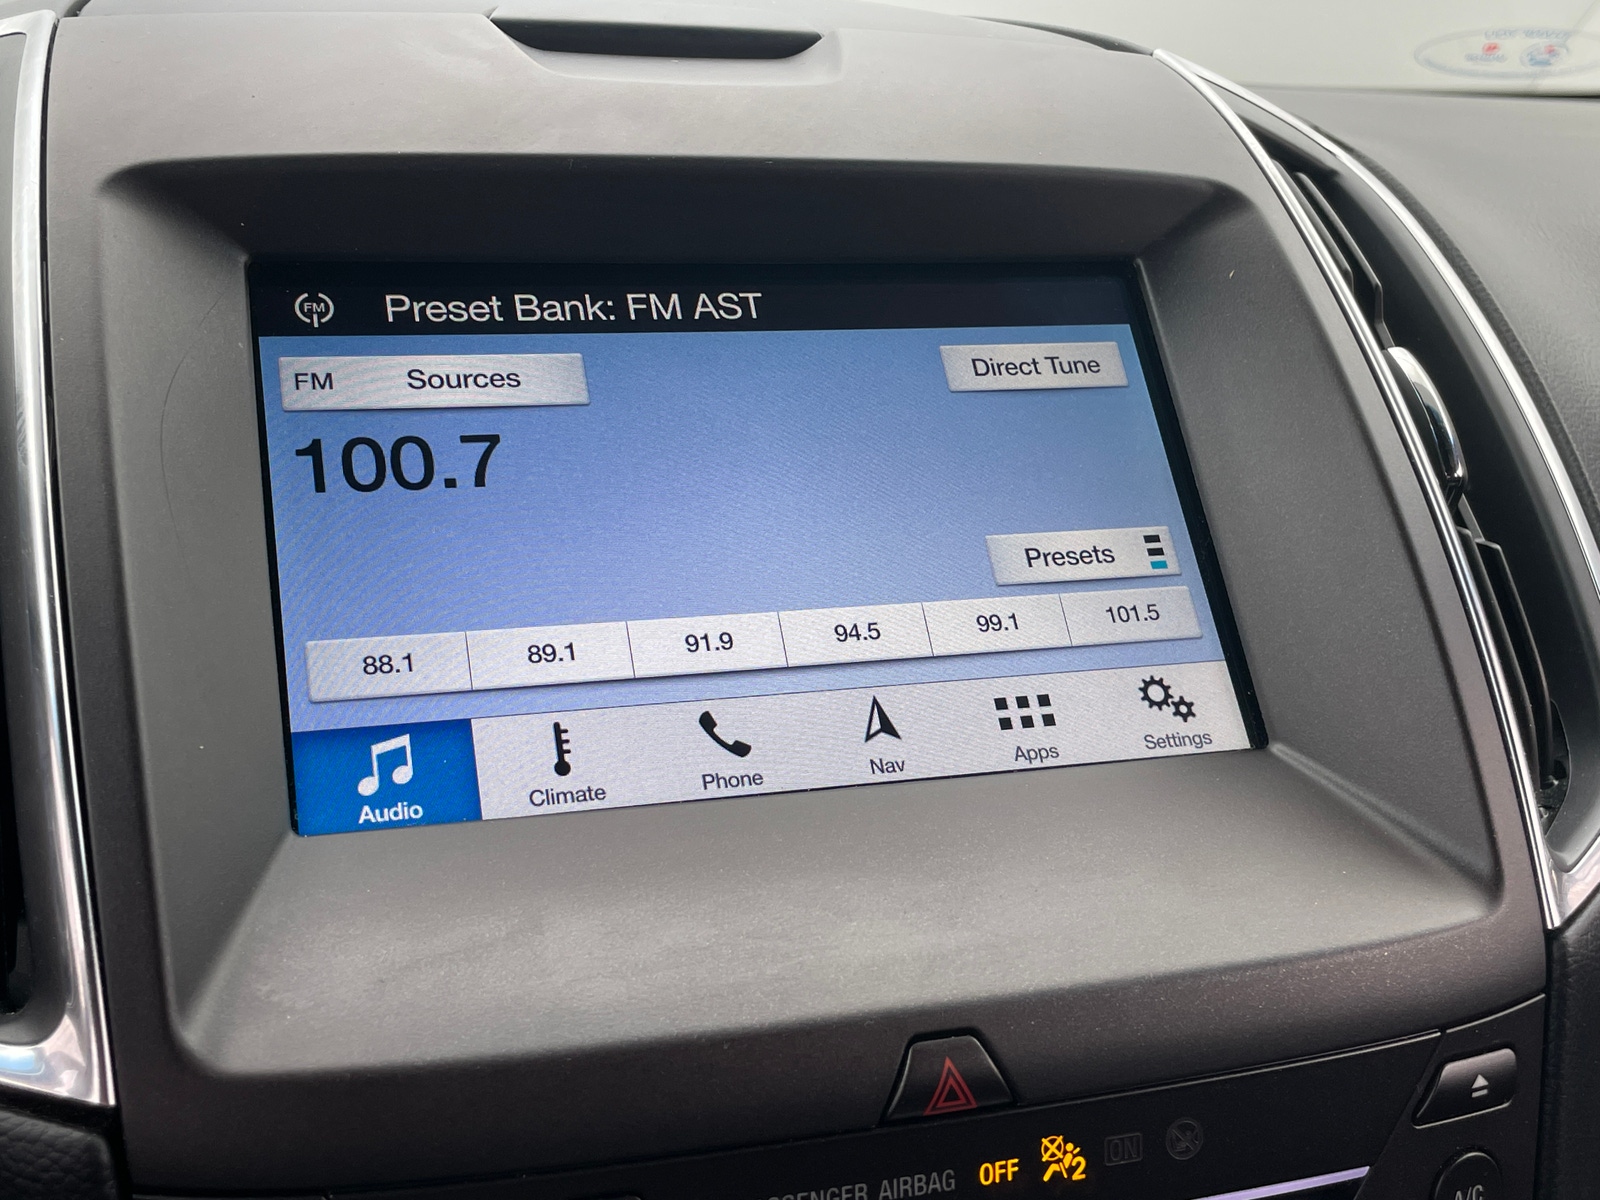 FM
Preset Bank: FM AST
FM Sources
Direct Tune
100.7
Presets
88.1 89.1 91.9 94.5 99.1 101.5
Audio Climate Phone Nav Apps Settings
AIRBAG OFF 2 ON
A/C